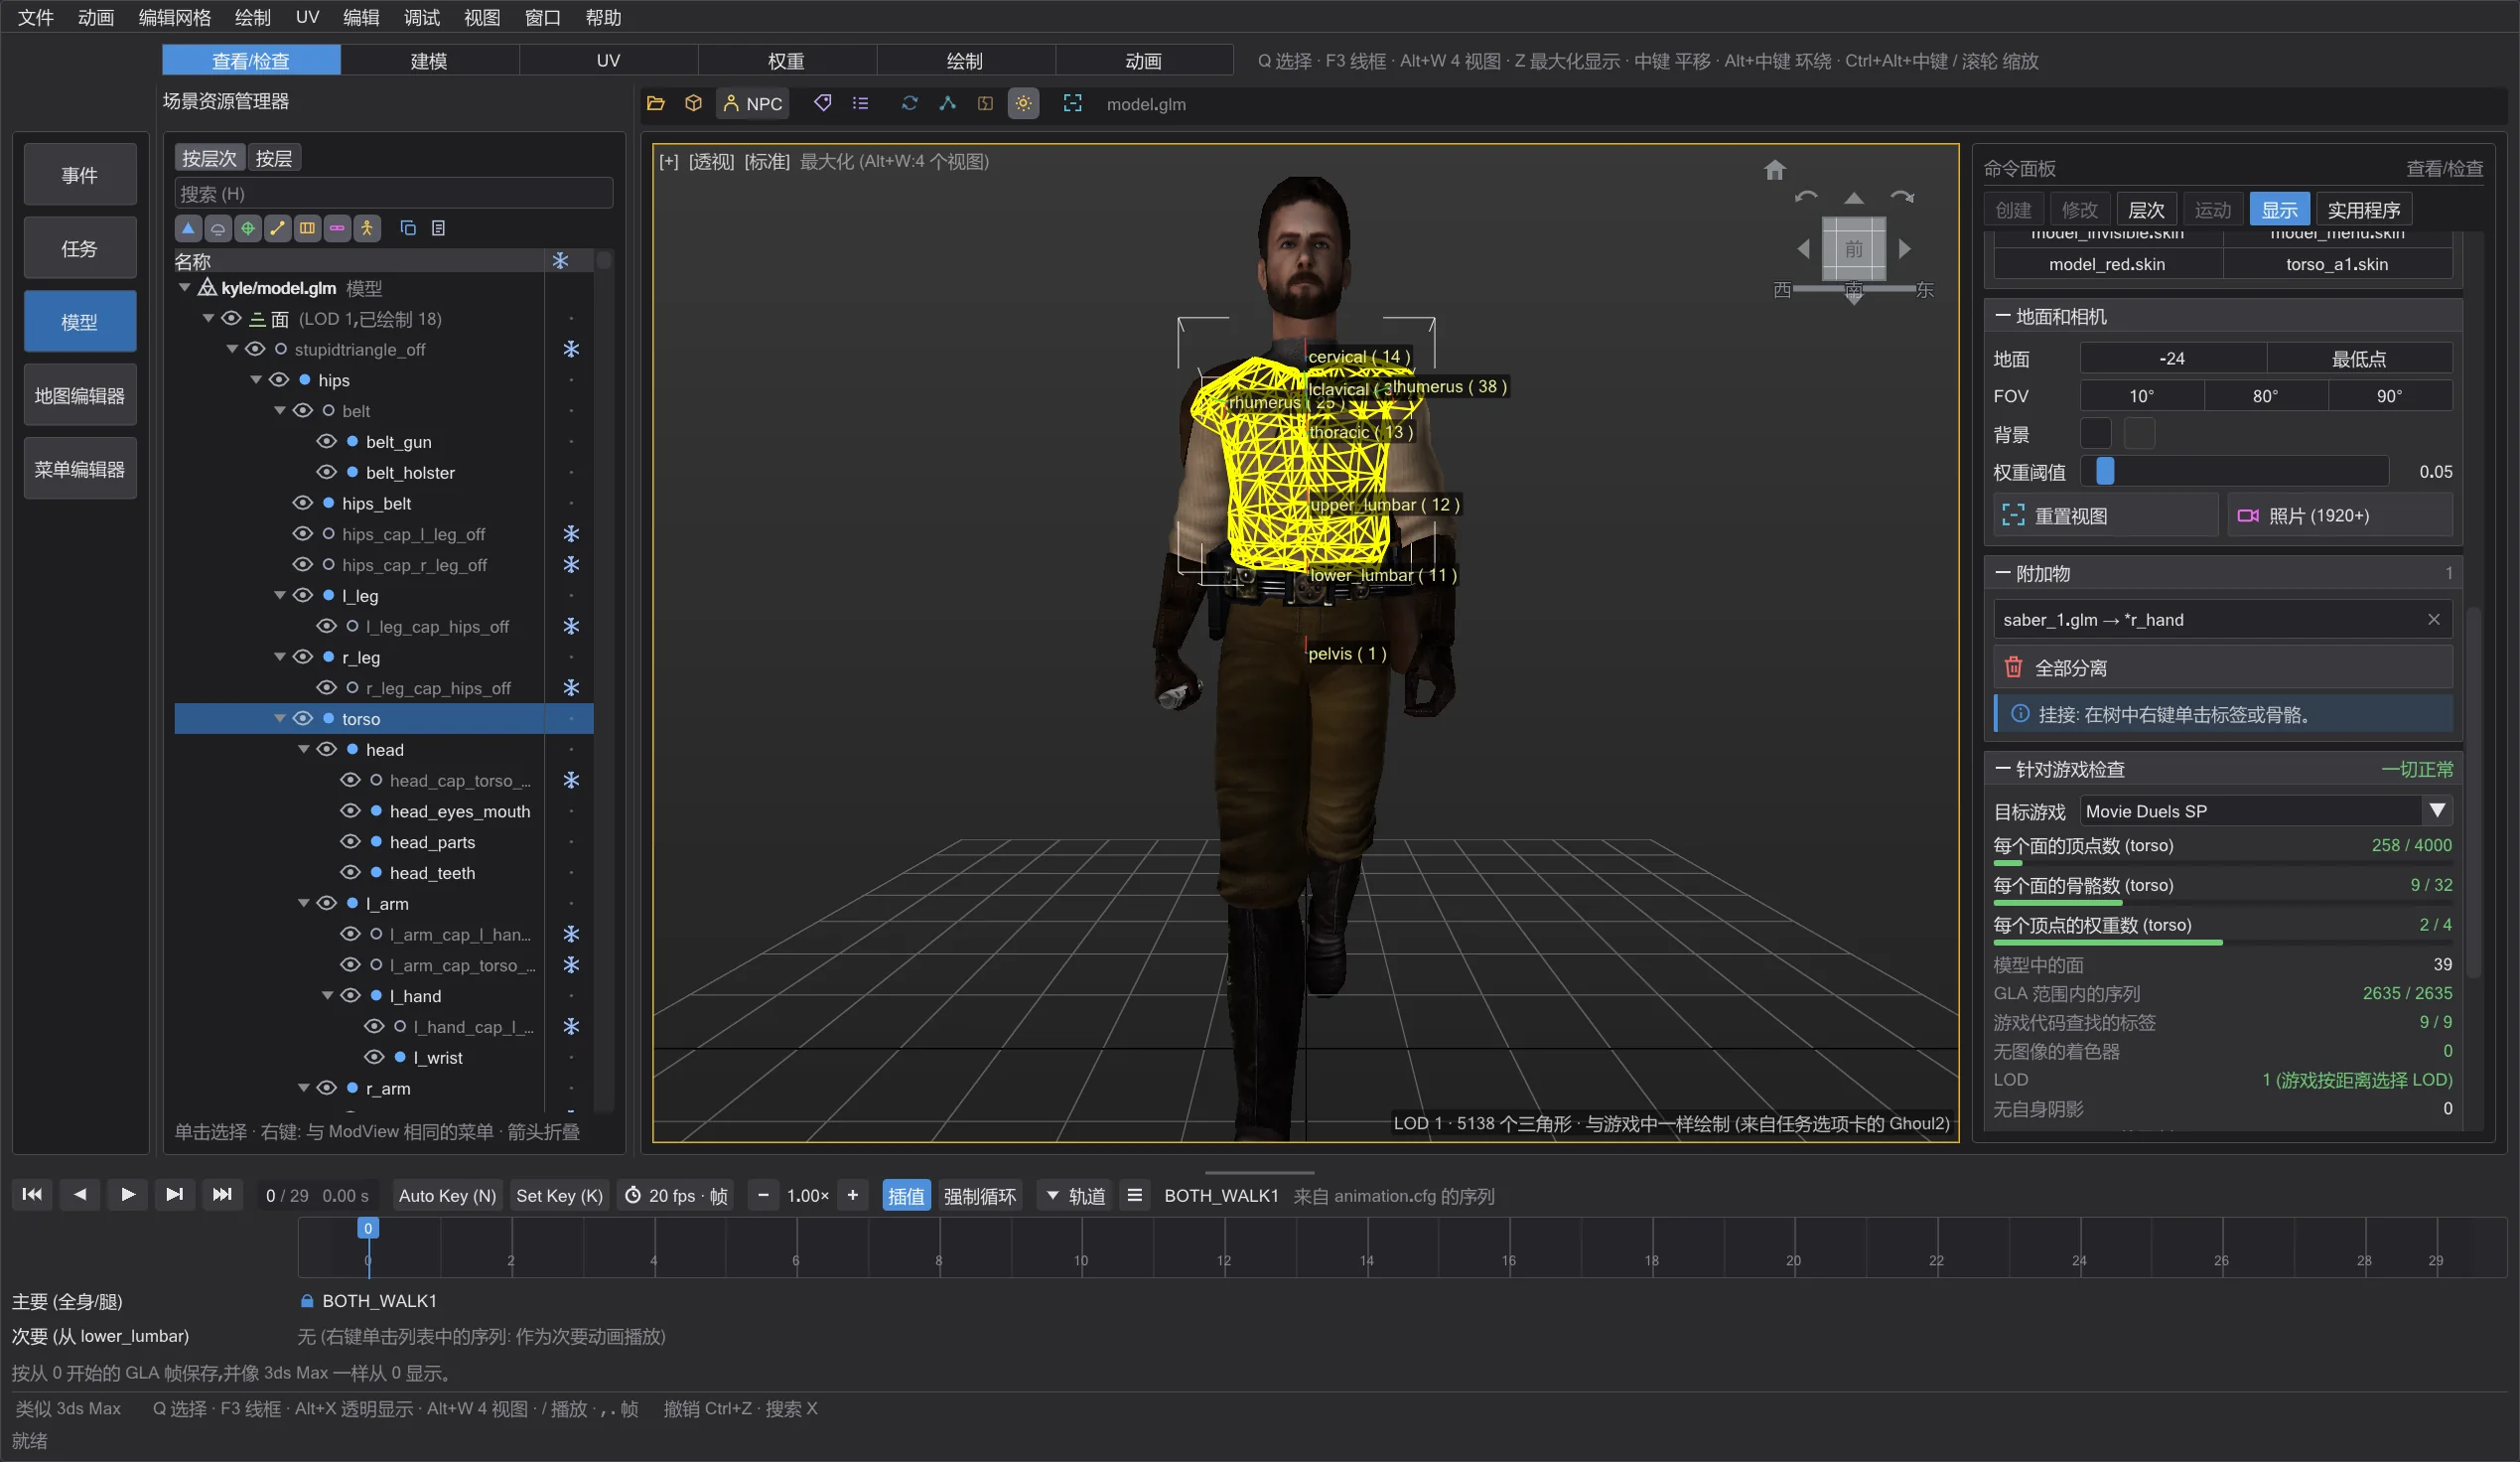 文件 动画 编辑网格 绘制 UV 编辑 调试 视图 窗口 帮助
查看/检查 建模 UV 权重 绘制 动画 Q 选择 · F3 线框 · Alt+W 4 视图 · Z 最大化显示 · 中键 平移 · Alt+中键 环绕 · Ctrl+Alt+中键 / 滚轮 缩放
场景资源管理器
NPC model.glm
事件
任务
模型
地图编辑器
菜单编辑器
按层次 按层
搜索 (H)
名称
kyle/model.glm 模型
面 (LOD 1,已绘制 18)
stupidtriangle_off
hips
belt
belt_gun
belt_holster
hips_belt
hips_cap_l_leg_off
hips_cap_r_leg_off
l_leg
l_leg_cap_hips_off
r_leg
r_leg_cap_hips_off
torso
head
head_cap_torso_...
head_eyes_mouth
head_parts
head_teeth
l_arm
l_arm_cap_l_han...
l_arm_cap_torso_...
l_hand
l_hand_cap_l_...
l_wrist
r_arm
单击选择 · 右键: 与 ModView 相同的菜单 · 箭头折叠
[+] [透视] [标准] 最大化 (Alt+W:4 个视图)
前
西 南 东
cervical ( 14 )
lclavical ( 3
lhumerus ( 38 )
rhumerus ( 25 )
thoracic ( 13 )
upper_lumbar ( 12 )
lower_lumbar ( 11 )
pelvis ( 1 )
LOD 1 · 5138 个三角形 · 与游戏中一样绘制 (来自任务选项卡的 Ghoul2)
命令面板 查看/检查
创建 修改 层次 运动 显示 实用程序
model_invisible.skin model_menu.skin
model_red.skin torso_a1.skin
地面和相机
地面 -24 最低点
FOV 10° 80° 90°
背景
权重阈值 0.05
重置视图 照片 (1920+)
附加物 1
saber_1.glm → *r_hand
全部分离
挂接: 在树中右键单击标签或骨骼。
针对游戏检查 一切正常
目标游戏 Movie Duels SP
每个面的顶点数 (torso) 258 / 4000
每个面的骨骼数 (torso) 9 / 32
每个顶点的权重数 (torso) 2 / 4
模型中的面 39
GLA 范围内的序列 2635 / 2635
游戏代码查找的标签 9 / 9
无图像的着色器 0
LOD 1 (游戏按距离选择 LOD)
无自身阴影 0
0 / 29 0.00 s Auto Key (N) Set Key (K) 20 fps · 帧 − 1.00× + 插值 强制循环 轨道 BOTH_WALK1 来自 animation.cfg 的序列
0
0 2 4 6 8 10 12 14 16 18 20 22 24 26 28 29
主要 (全身/腿) BOTH_WALK1
次要 (从 lower_lumbar) 无 (右键单击列表中的序列: 作为次要动画播放)
按从 0 开始的 GLA 帧保存,并像 3ds Max 一样从 0 显示。
类似 3ds Max Q 选择 · F3 线框 · Alt+X 透明显示 · Alt+W 4 视图 · / 播放 · , . 帧 撤销 Ctrl+Z · 搜索 X
就绪